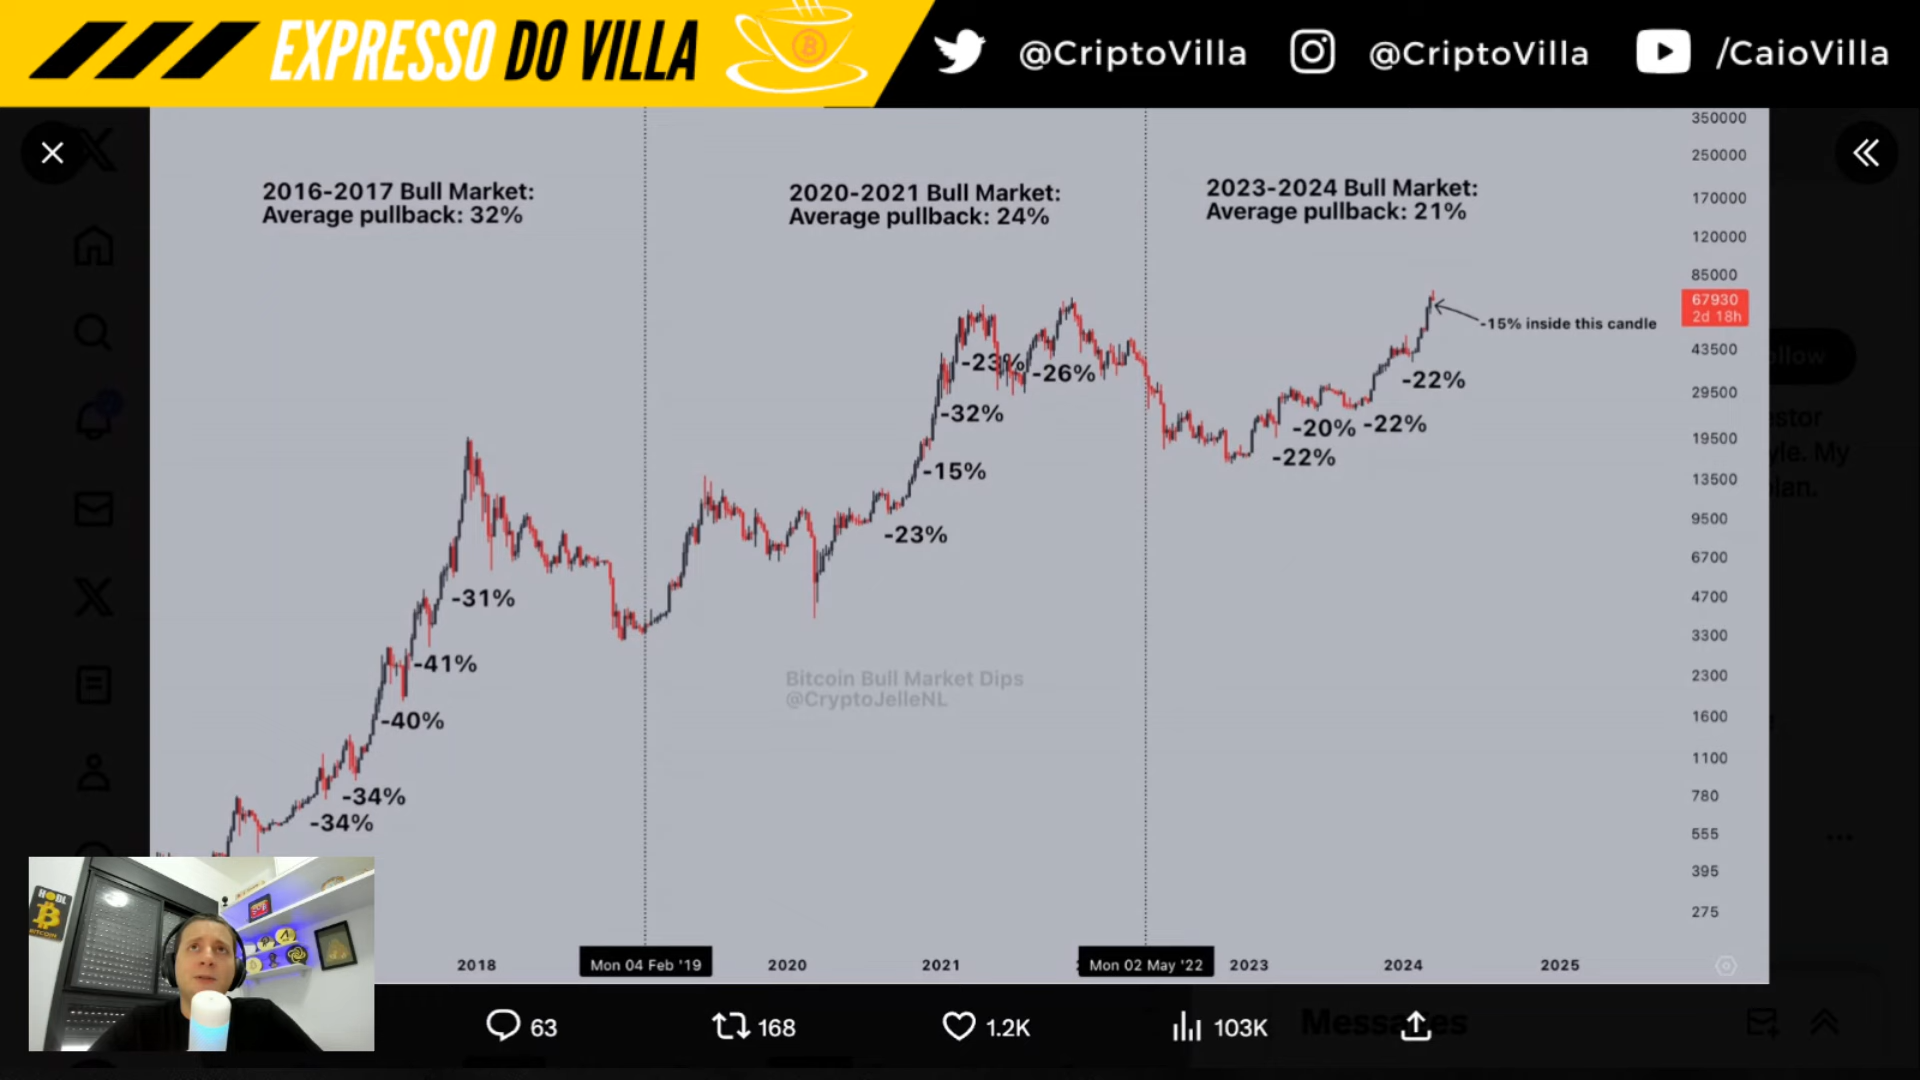 EXPRESSO DO VILLA
@CriptoVilla
@CriptoVilla
/CaioVilla
2016-2017 Bull Market:
Average pullback: 32%
2020-2021 Bull Market:
Average pullback: 24%
2023-2024 Bull Market:
Average pullback: 21%
350000
250000
170000
120000
85000
67930
2d 18h
43500
29500
19500
13500
9500
6700
4700
3300
2300
1600
1100
780
555
395
275
-15% inside this candle
-23%
-26%
-32%
-15%
-23%
-22%
-20%
-22%
-22%
-31%
-41%
-40%
-34%
-34%
Bitcoin Bull Market Dips
@CryptoJelleNL
2018
Mon 04 Feb '19
2020
2021
Mon 02 May '22
2023
2024
2025
HODL
BITCOIN
63
168
1.2K
103K
Messages